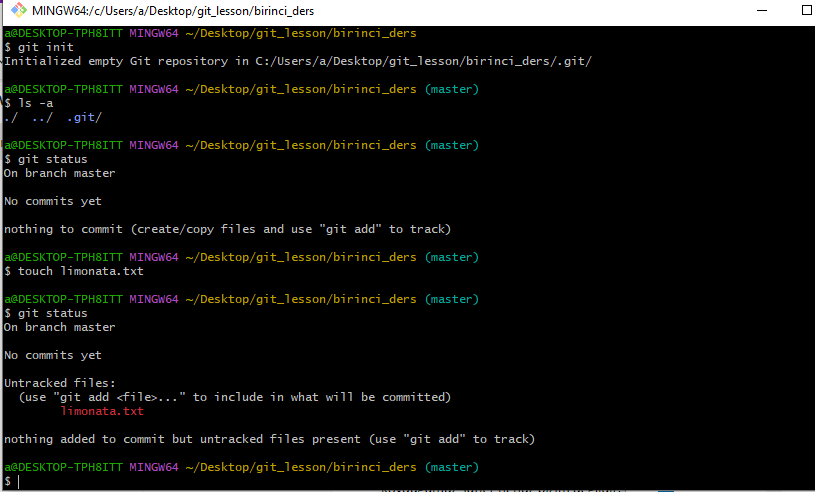 MINGW64:/c/Users/a/Desktop/git_lesson/birinci_ders
a@DESKTOP-TPH8ITT MINGW64 ~/Desktop/git_lesson/birinci_ders
$ git init
Initialized empty Git repository in C:/Users/a/Desktop/git_lesson/birinci_ders/.git/
a@DESKTOP-TPH8ITT MINGW64 ~/Desktop/git_lesson/birinci_ders (master)
$ ls -a
./  ../  .git/
a@DESKTOP-TPH8ITT MINGW64 ~/Desktop/git_lesson/birinci_ders (master)
$ git status
On branch master
No commits yet
nothing to commit (create/copy files and use "git add" to track)
a@DESKTOP-TPH8ITT MINGW64 ~/Desktop/git_lesson/birinci_ders (master)
$ touch limonata.txt
a@DESKTOP-TPH8ITT MINGW64 ~/Desktop/git_lesson/birinci_ders (master)
$ git status
On branch master
No commits yet
Untracked files:
  (use "git add <file>..." to include in what will be committed)
        limonata.txt
nothing added to commit but untracked files present (use "git add" to track)
a@DESKTOP-TPH8ITT MINGW64 ~/Desktop/git_lesson/birinci_ders (master)
$